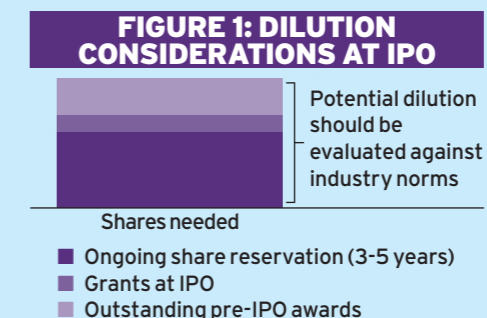 FIGURE 1: DILUTION
CONSIDERATIONS AT IPO
Potential dilution
should be
evaluated against
industry norms
Shares needed
Ongoing share reservation (3-5 years)
Grants at IPO
Outstanding pre-IPO awards